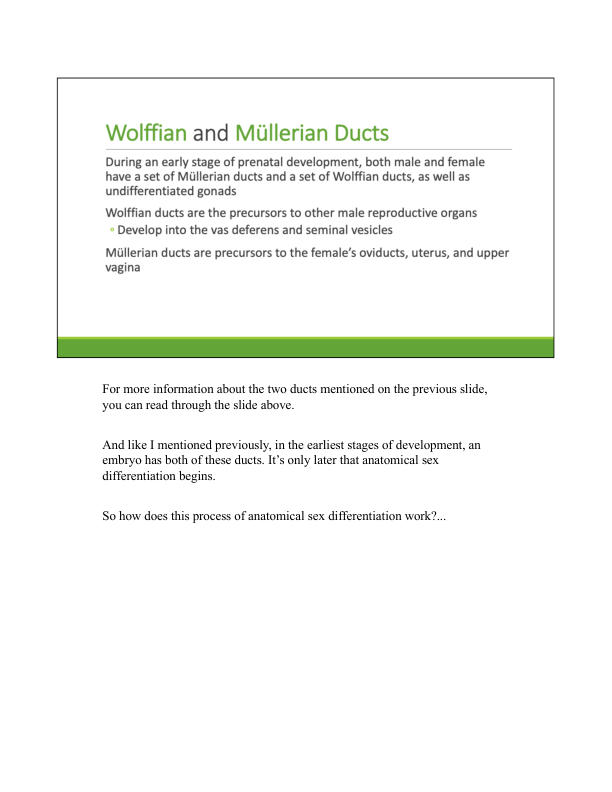 Wolffian and Müllerian Ducts
During an early stage of prenatal development, both male and female
have a set of Müllerian ducts and a set of Wolffian ducts, as well as
undifferentiated gonads
Wolffian ducts are the precursors to other male reproductive organs
◦ Develop into the vas deferens and seminal vesicles
Müllerian ducts are precursors to the female’s oviducts, uterus, and upper
vagina
For more information about the two ducts mentioned on the previous slide,
you can read through the slide above.
And like I mentioned previously, in the earliest stages of development, an
embryo has both of these ducts. It’s only later that anatomical sex
differentiation begins.
So how does this process of anatomical sex differentiation work?...